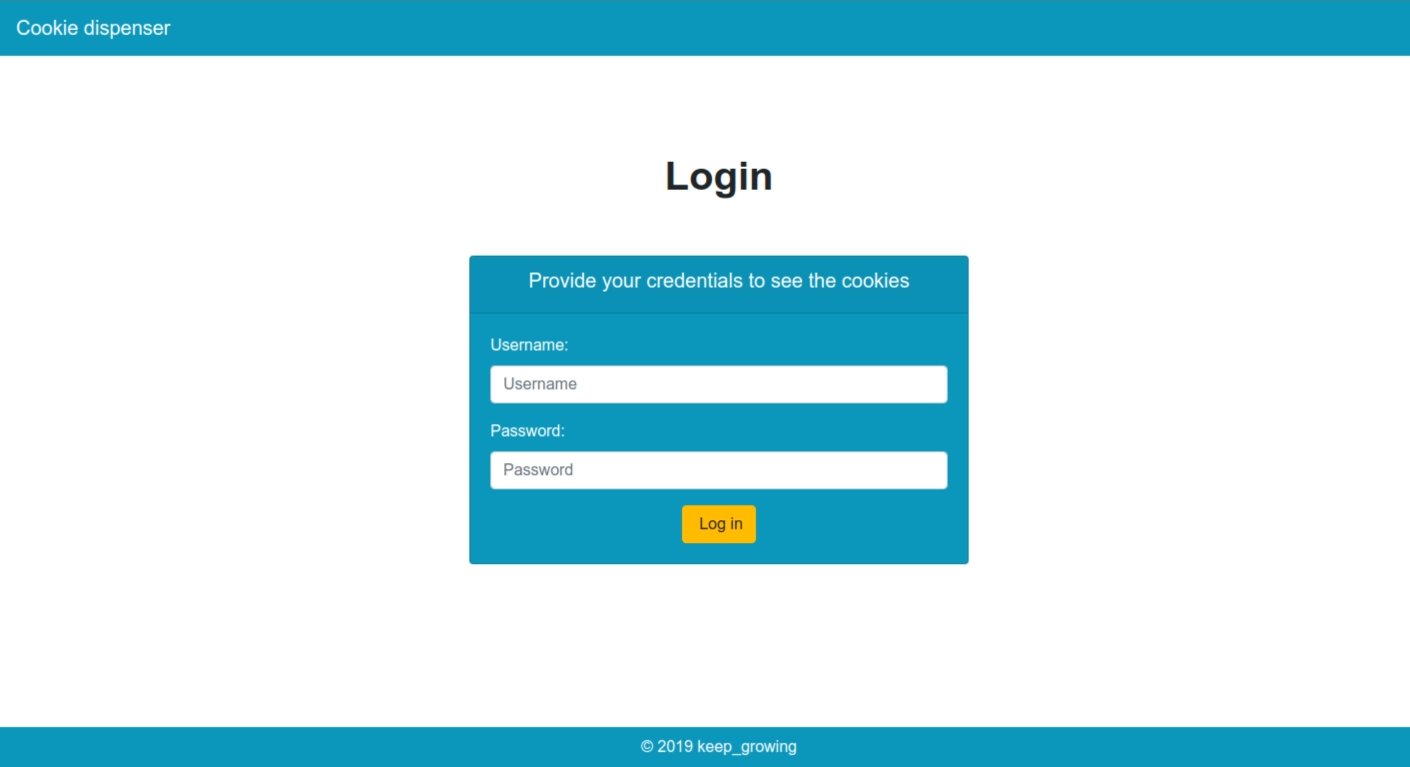 Cookie dispenser
Login
Provide your credentials to see the cookies
Username:
Username
Password:
Password
Log in
© 2019 keep_growing